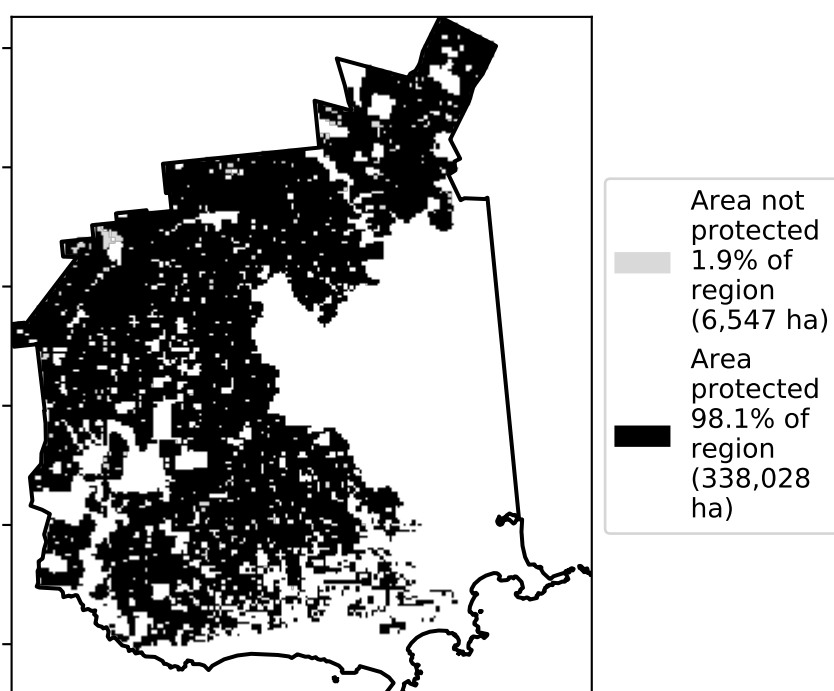 Area not
protected
1.9% of
region
(6,547 ha)
Area
protected
98.1% of
region
(338,028
ha)